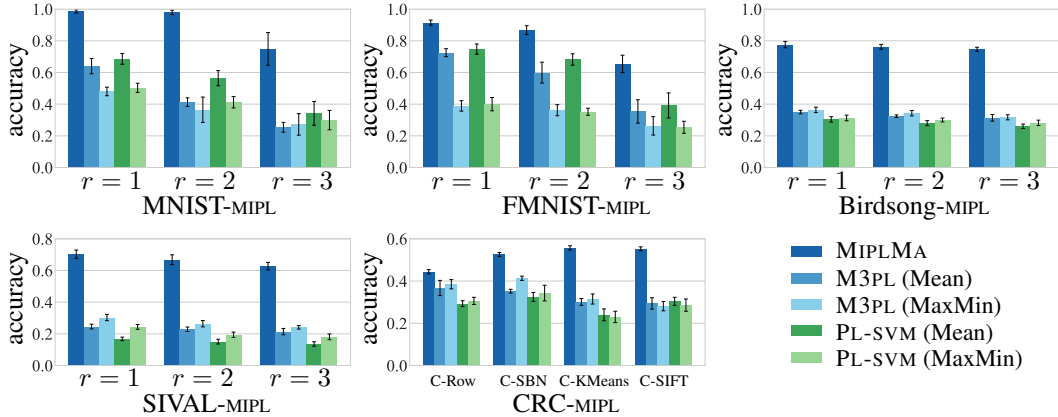 accuracy
1.0
0.8
0.6
0.4
0.2
0.0
r = 1 r = 2 r = 3
MNIST-MIPL
accuracy
1.0
0.8
0.6
0.4
0.2
0.0
r = 1 r = 2 r = 3
FMNIST-MIPL
accuracy
1.0
0.8
0.6
0.4
0.2
0.0
r = 1 r = 2 r = 3
Birdsong-MIPL
accuracy
0.8
0.6
0.4
0.2
0.0
r = 1 r = 2 r = 3
SIVAL-MIPL
accuracy
0.6
0.4
0.2
0.0
C-Row C-SBN C-KMeans C-SIFT
CRC-MIPL
MIPLMA
M3PL (Mean)
M3PL (MaxMin)
PL-SVM (Mean)
PL-SVM (MaxMin)